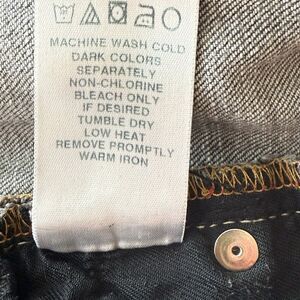 MACHINE WASH COLD
DARK COLORS
SEPARATELY
NON-CHLORINE
BLEACH ONLY
IF DESIRED
TUMBLE DRY
LOW HEAT
REMOVE PROMPTLY
WARM IRON